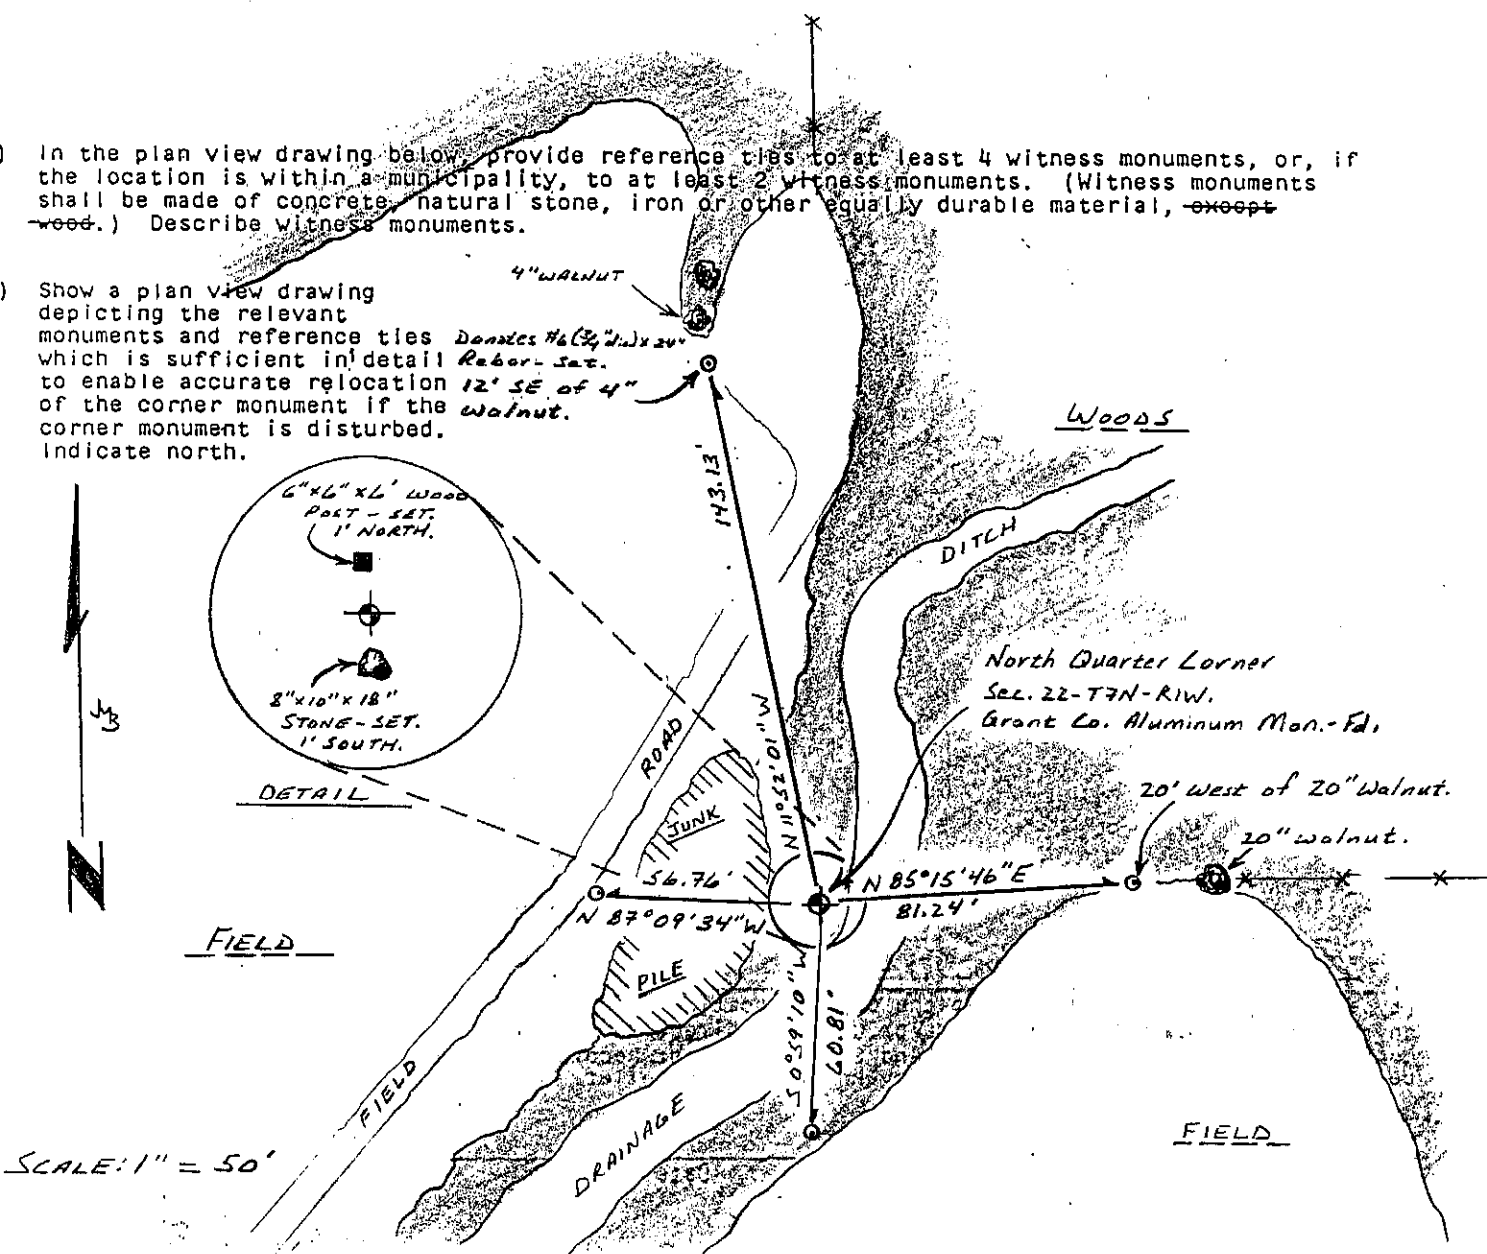 ) In the plan view drawing below, provide reference ties to at least 4 witness monuments, or, if
the location is within a municipality, to at least 2 witness monuments. (Witness monuments
shall be made of concrete, natural stone, iron or other equally durable material, except
wood.) Describe witness monuments.
4" WALNUT
) Show a plan view drawing
depicting the relevant
monuments and reference ties
which is sufficient in detail
to enable accurate relocation
of the corner monument if the
corner monument is disturbed.
Indicate north.
Denotes #6 (3/4" dia) x 24"
Rebar - Set.
12' SE of 4"
Walnut.
WOODS
143.13'
DITCH
6"x6"x6' WOOD
POST - SET.
1' NORTH.
8"x10"x18"
STONE - SET.
1' SOUTH.
DETAIL
N
North Quarter Corner
Sec. 22-T7N-R1W.
Grant Co. Aluminum Mon. - Fd.
N 11°52'01" W
ROAD
JUNK
20' West of 20" Walnut.
20" walnut.
56.76'
N 87°09'34" W
N 85°15'46" E
81.24'
FIELD
PILE
S 0°59'10" W
60.81'
FIELD
DRAINAGE
FIELD
SCALE: 1" = 50'